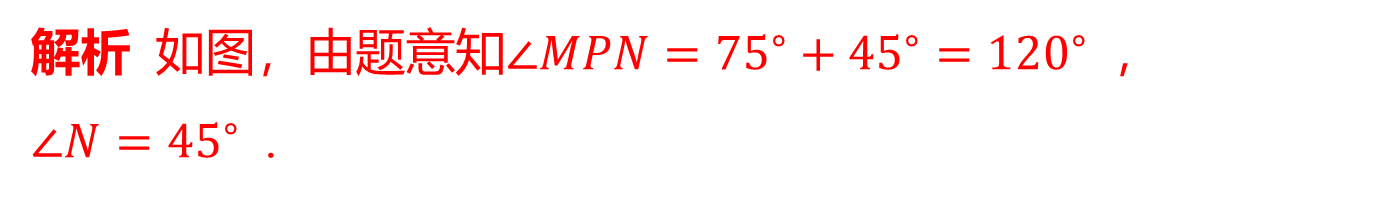 解析 如图，由题意知∠MPN = 75° + 45° = 120° ，
∠N = 45° .